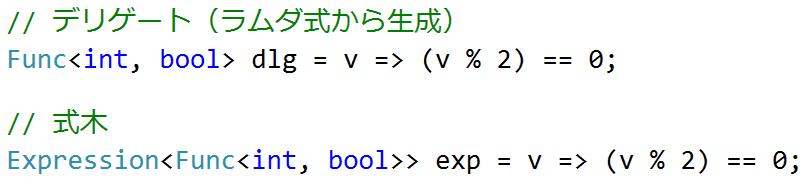 // デリゲート（ラムダ式から生成）
Func<int, bool> dlg = v => (v % 2) == 0;
// 式木
Expression<Func<int, bool>> exp = v => (v % 2) == 0;